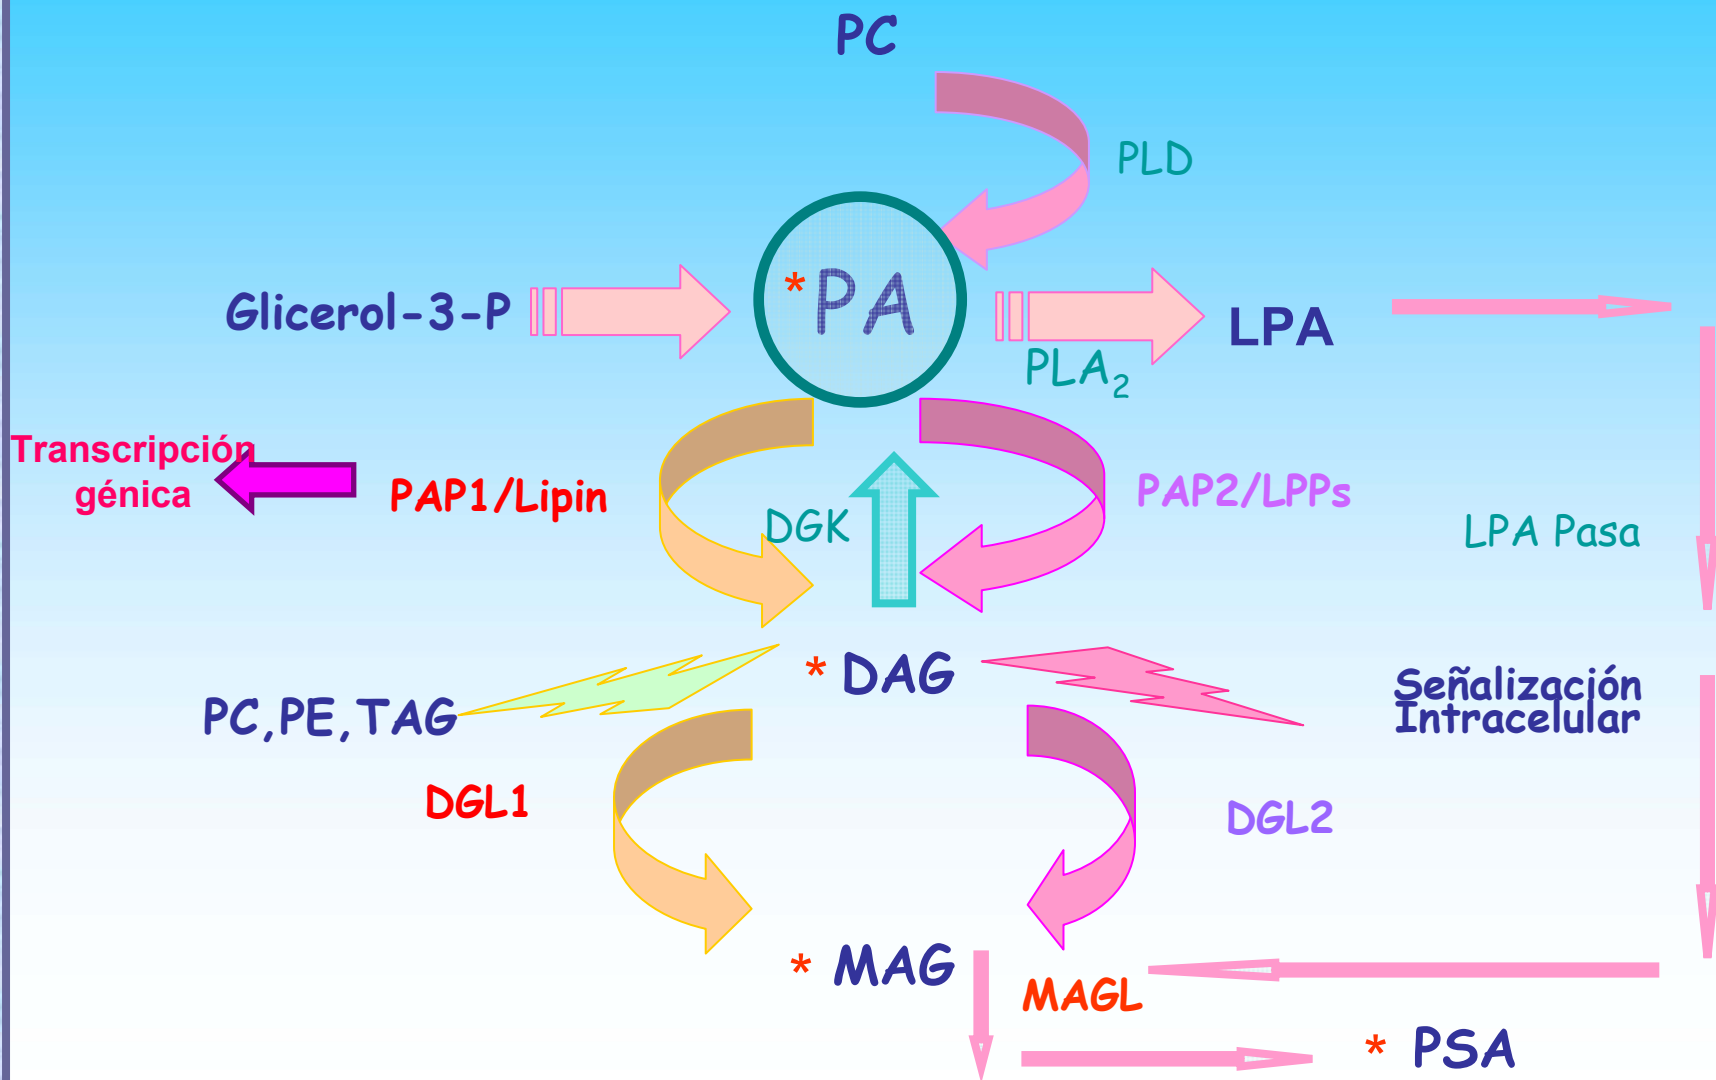 PC
PLD
Glicerol-3-P
*PA
PLA₂
LPA
Transcripción
génica
PAP1/Lipin
DGK
PAP2/LPPs
LPA Pasa
PC,PE,TAG
* DAG
Señalización
Intracelular
DGL1
DGL2
* MAG
MAGL
* PSA